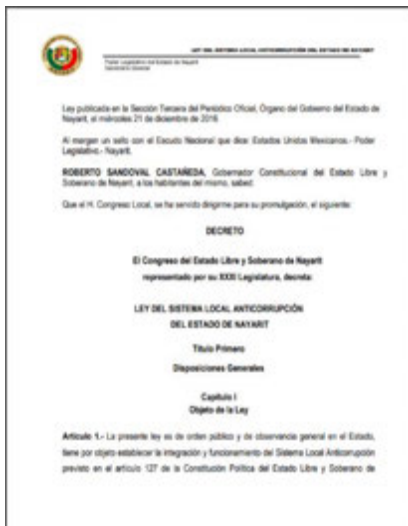 LEY DEL SISTEMA LOCAL ANTICORRUPCIÓN DEL ESTADO DE NAYARIT
Poder Legislativo del Estado de Nayarit
Secretaría General
Ley publicada en la Sección Tercera del Periódico Oficial, Órgano del Gobierno del Estado de
Nayarit, el miércoles 21 de diciembre de 2016
Al margen un sello con el Escudo Nacional que dice: Estados Unidos Mexicanos.- Poder
Legislativo.- Nayarit.
ROBERTO SANDOVAL CASTAÑEDA, Gobernador Constitucional del Estado Libre y
Soberano de Nayarit, a los habitantes del mismo, sabed:
Que el H. Congreso Local, se ha servido dirigirme para su promulgación, el siguiente:
DECRETO
El Congreso del Estado Libre y Soberano de Nayarit
representado por su XXXI Legislatura, decreta:
LEY DEL SISTEMA LOCAL ANTICORRUPCIÓN
DEL ESTADO DE NAYARIT
Título Primero
Disposiciones Generales
Capítulo I
Objeto de la Ley
Artículo 1.- La presente ley es de orden público y de observancia general en el Estado,
tiene por objeto establecer la integración y funcionamiento del Sistema Local Anticorrupción
previsto en el artículo 127 de la Constitución Política del Estado Libre y Soberano de